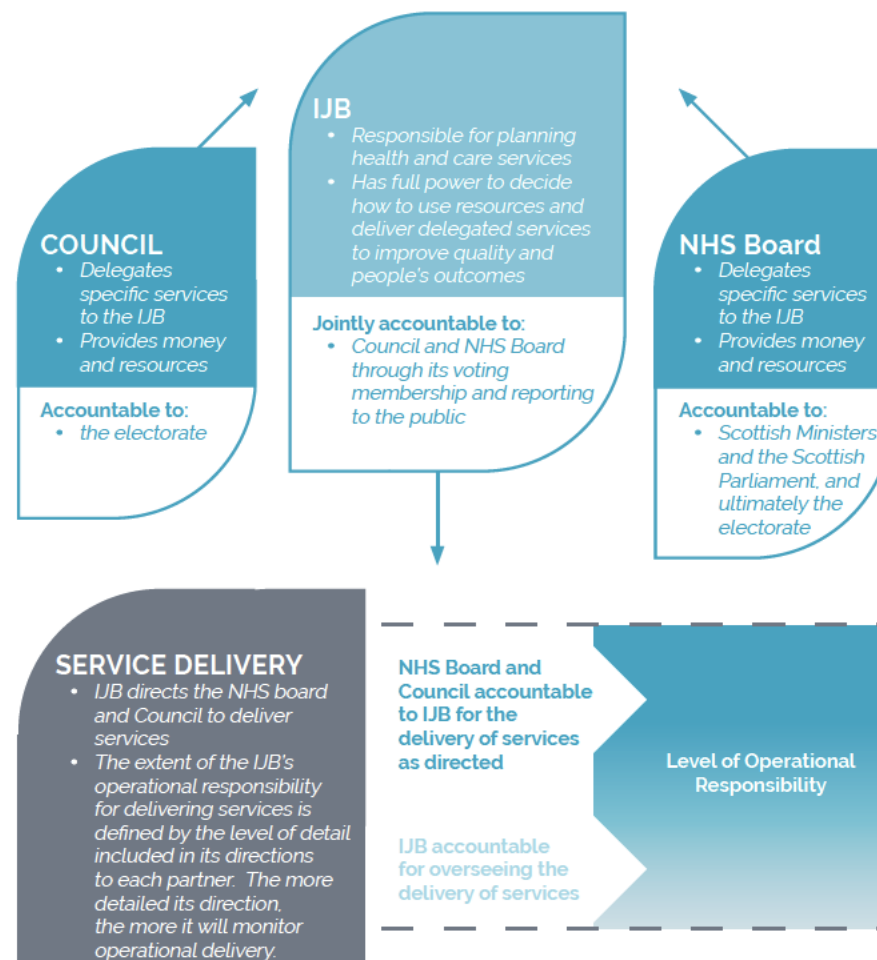 IJB
• Responsible for planning
health and care services
• Has full power to decide
how to use resources and
deliver delegated services
to improve quality and
people's outcomes
Jointly accountable to:
• Council and NHS Board
through its voting
membership and reporting
to the public
COUNCIL
• Delegates
specific services
to the IJB
• Provides money
and resources
Accountable to:
• the electorate
NHS Board
• Delegates
specific services
to the IJB
• Provides money
and resources
Accountable to:
• Scottish Ministers
and the Scottish
Parliament, and
ultimately the
electorate
SERVICE DELIVERY
• IJB directs the NHS board
and Council to deliver
services
• The extent of the IJB's
operational responsibility
for delivering services is
defined by the level of detail
included in its directions
to each partner. The more
detailed its direction,
the more it will monitor
operational delivery.
NHS Board and
Council accountable
to IJB for the
delivery of services
as directed
IJB accountable
for overseeing the
delivery of services
Level of Operational
Responsibility